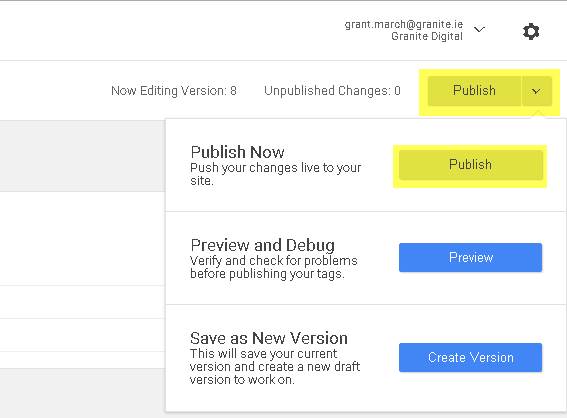 grant.march@granite.ie
Granite Digital
Now Editing Version: 8 Unpublished Changes: 0 Publish
Publish Now
Push your changes live to your
site.
Publish
Preview and Debug
Verify and check for problems
before publishing your tags.
Preview
Save as New Version
This will save your current
version and create a new draft
version to work on.
Create Version